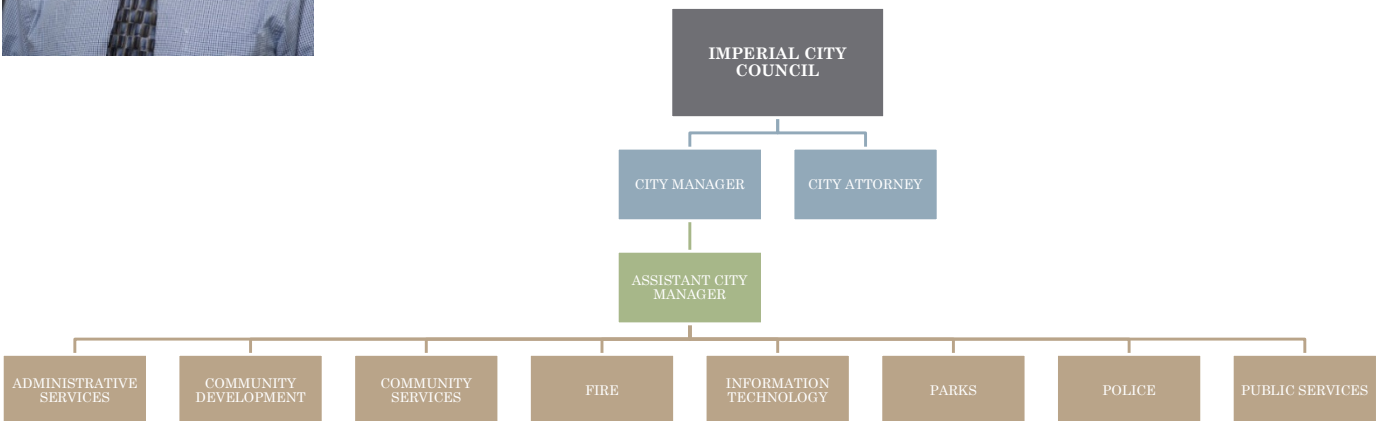 IMPERIAL CITY
COUNCIL
CITY MANAGER
CITY ATTORNEY
ASSISTANT CITY
MANAGER
ADMINISTRATIVE
SERVICES
COMMUNITY
DEVELOPMENT
COMMUNITY
SERVICES
FIRE
INFORMATION
TECHNOLOGY
PARKS
POLICE
PUBLIC SERVICES